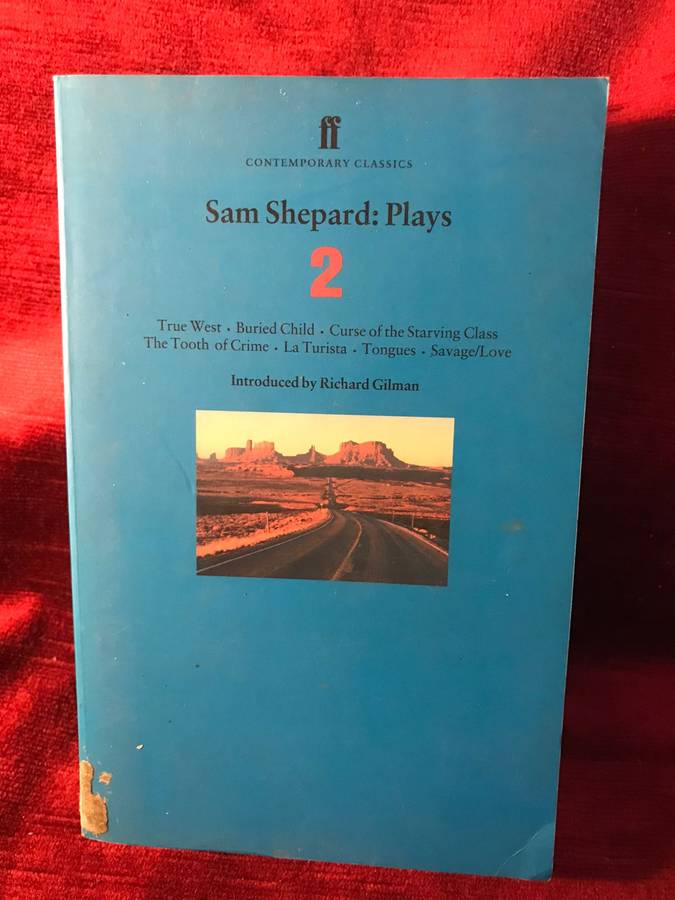 ff
CONTEMPORARY CLASSICS
Sam Shepard: Plays
2
True West · Buried Child · Curse of the Starving Class
The Tooth of Crime · La Turista · Tongues · Savage/Love
Introduced by Richard Gilman